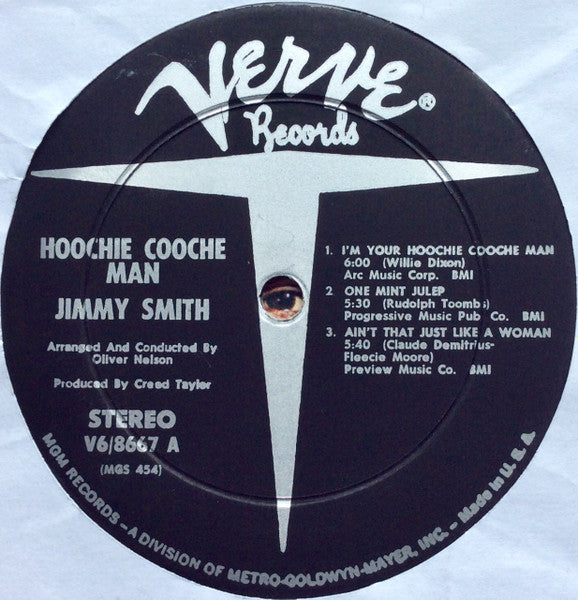 Verve®
Records
HOOCHIE COOCHE
MAN
JIMMY SMITH
Arranged And Conducted By
Oliver Nelson
Produced By Creed Taylor
STEREO
V6/8667 A
(MGS 454)
1. I'M YOUR HOOCHIE COOCHE MAN
6:00 (Willie Dixon)
Arc Music Corp. BMI
2. ONE MINT JULEP
5:30 (Rudolph Toombs)
Progressive Music Pub Co. BMI
3. AIN'T THAT JUST LIKE A WOMAN
5:40 (Claude Demitrius-
Fleecie Moore)
Preview Music Co. BMI
MGM RECORDS – A DIVISION OF METRO-GOLDWYN-MAYER, INC. – Made in U. S. A.